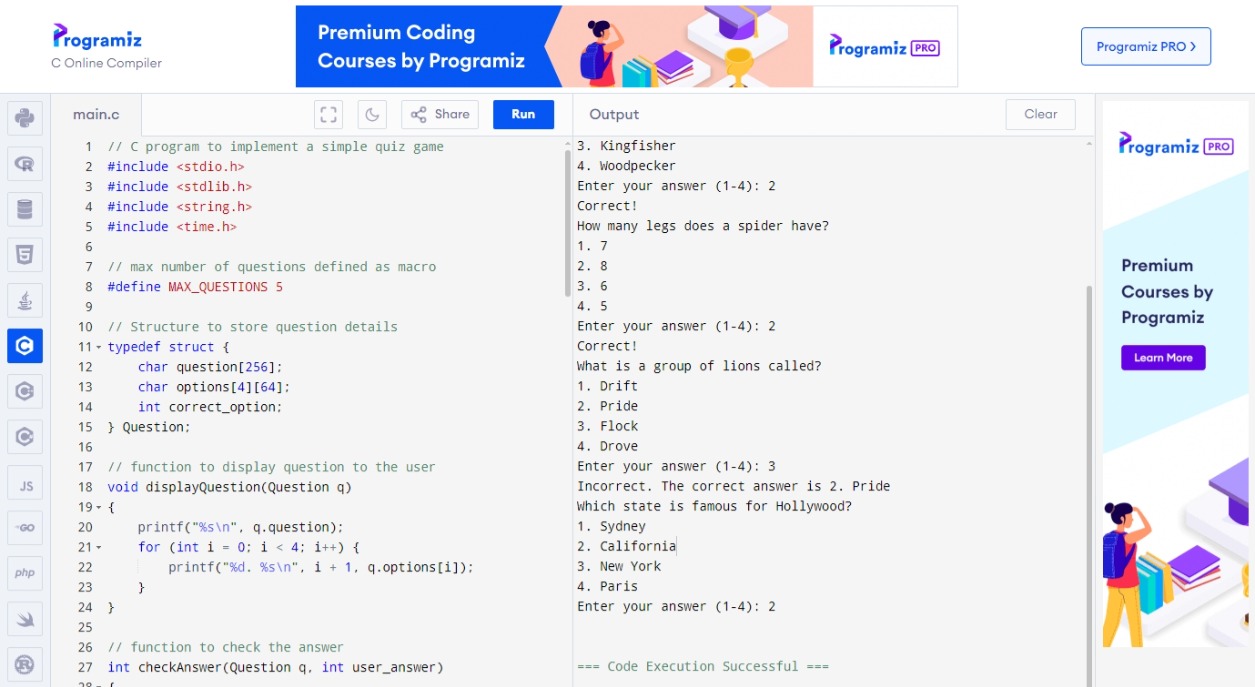 Programiz
C Online Compiler
Premium Coding
Courses by Programiz
Programiz PRO
Programiz PRO >
main.c
Share
Run
Output
Clear
1 // C program to implement a simple quiz game
2 #include <stdio.h>
3 #include <stdlib.h>
4 #include <string.h>
5 #include <time.h>
6
7 // max number of questions defined as macro
8 #define MAX_QUESTIONS 5
9
10 // Structure to store question details
11 typedef struct {
12 char question[256];
13 char options[4][64];
14 int correct_option;
15 } Question;
16
17 // function to display question to the user
18 void displayQuestion(Question q)
19 {
20 printf("%s\n", q.question);
21 for (int i = 0; i < 4; i++) {
22 printf("%d. %s\n", i + 1, q.options[i]);
23 }
24 }
25
26 // function to check the answer
27 int checkAnswer(Question q, int user_answer)
28 {
3. Kingfisher
4. Woodpecker
Enter your answer (1-4): 2
Correct!
How many legs does a spider have?
1. 7
2. 8
3. 6
4. 5
Enter your answer (1-4): 2
Correct!
What is a group of lions called?
1. Drift
2. Pride
3. Flock
4. Drove
Enter your answer (1-4): 3
Incorrect. The correct answer is 2. Pride
Which state is famous for Hollywood?
1. Sydney
2. California
3. New York
4. Paris
Enter your answer (1-4): 2
=== Code Execution Successful ===
Programiz PRO
Premium
Courses by
Programiz
Learn More
R
5
C
C
C
JS
GO
php
R